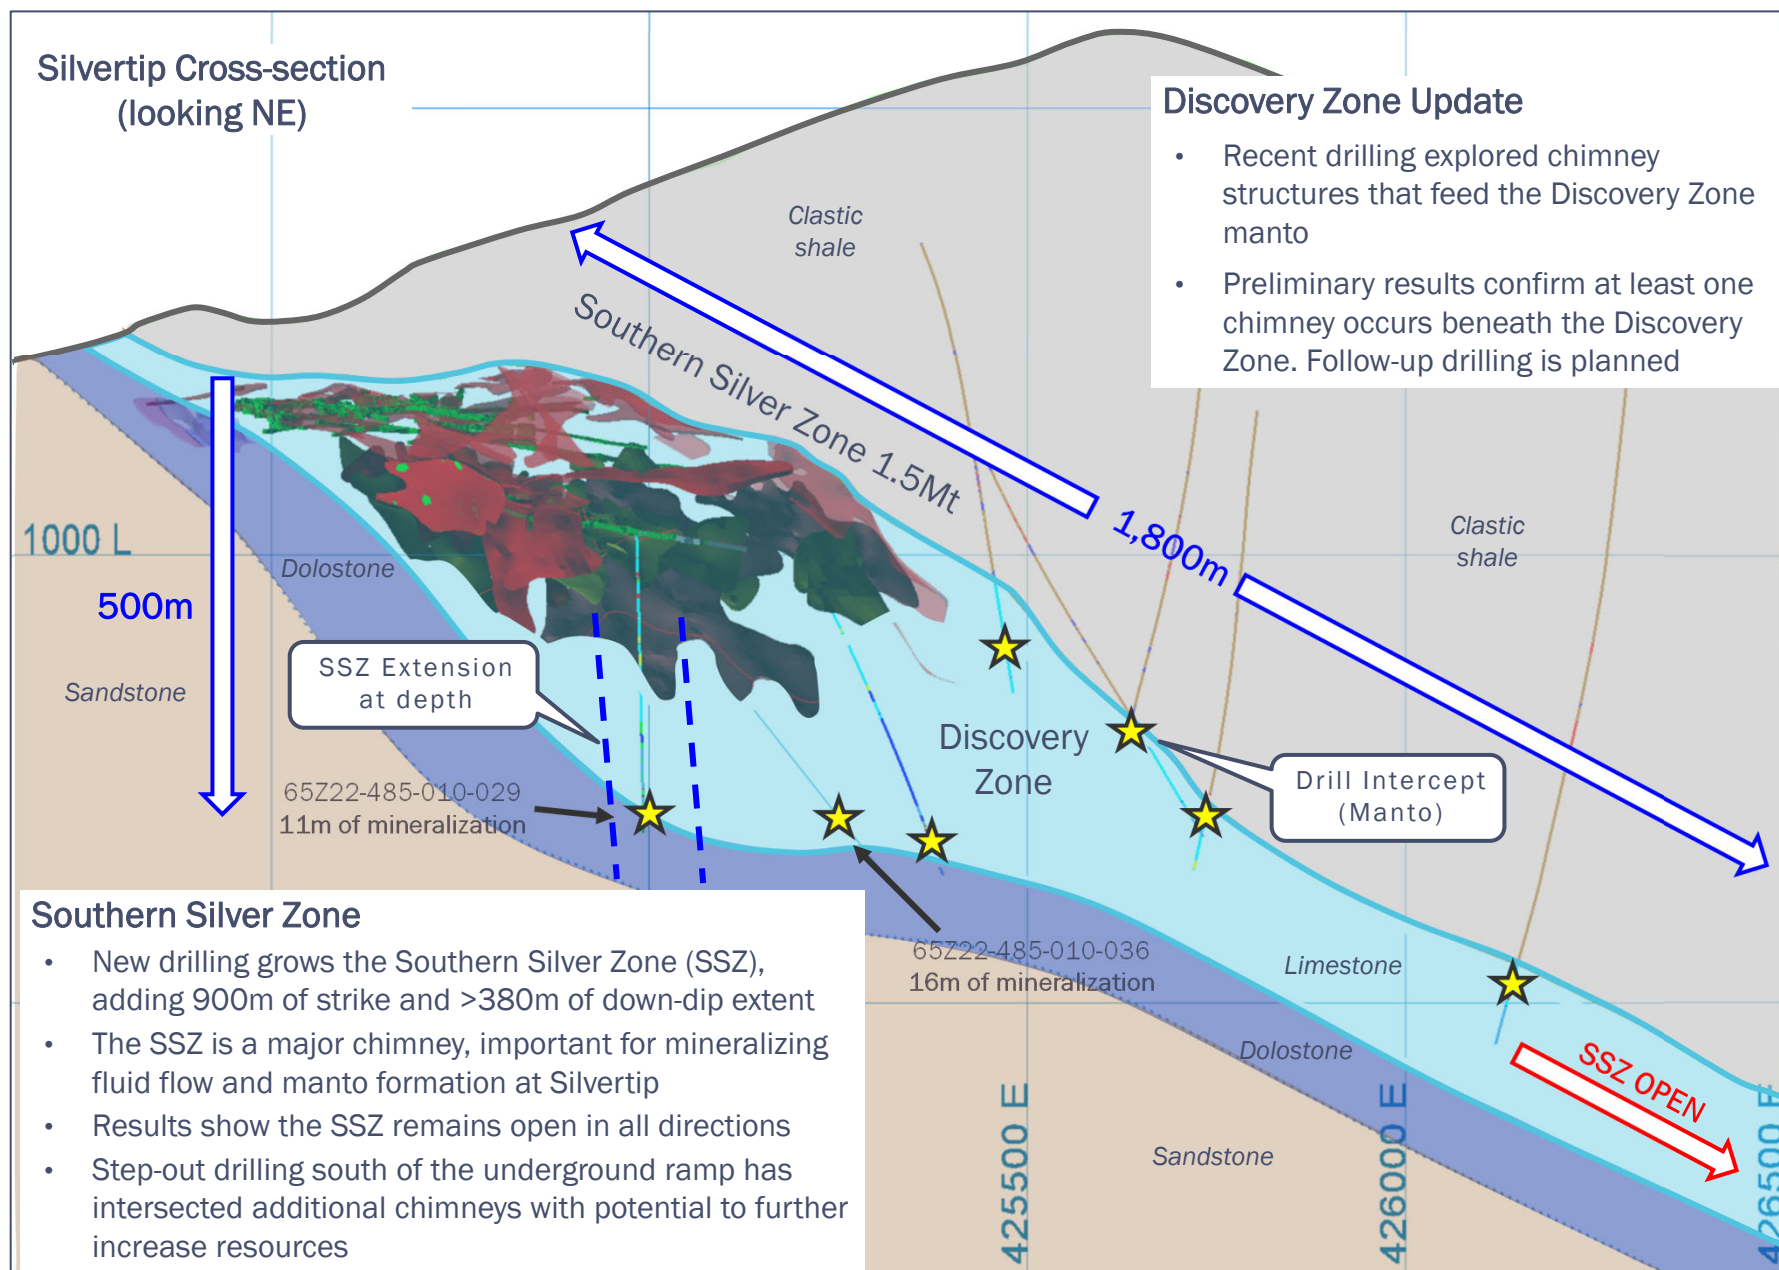 Silvertip Cross-section
(looking NE)
Discovery Zone Update
• Recent drilling explored chimney
structures that feed the Discovery Zone
manto
• Preliminary results confirm at least one
chimney occurs beneath the Discovery
Zone. Follow-up drilling is planned
Clastic
shale
Southern Silver Zone 1.5Mt
1,800m
Clastic
shale
1000 L
Dolostone
500m
Sandstone
SSZ Extension
at depth
Discovery
Zone
Drill Intercept
(Manto)
65Z22-485-010-029
11m of mineralization
65Z22-485-010-036
16m of mineralization
Limestone
Dolostone
SSZ OPEN
Sandstone
425500 E
426000 E
426500 E
Southern Silver Zone
• New drilling grows the Southern Silver Zone (SSZ),
adding 900m of strike and >380m of down-dip extent
• The SSZ is a major chimney, important for mineralizing
fluid flow and manto formation at Silvertip
• Results show the SSZ remains open in all directions
• Step-out drilling south of the underground ramp has
intersected additional chimneys with potential to further
increase resources